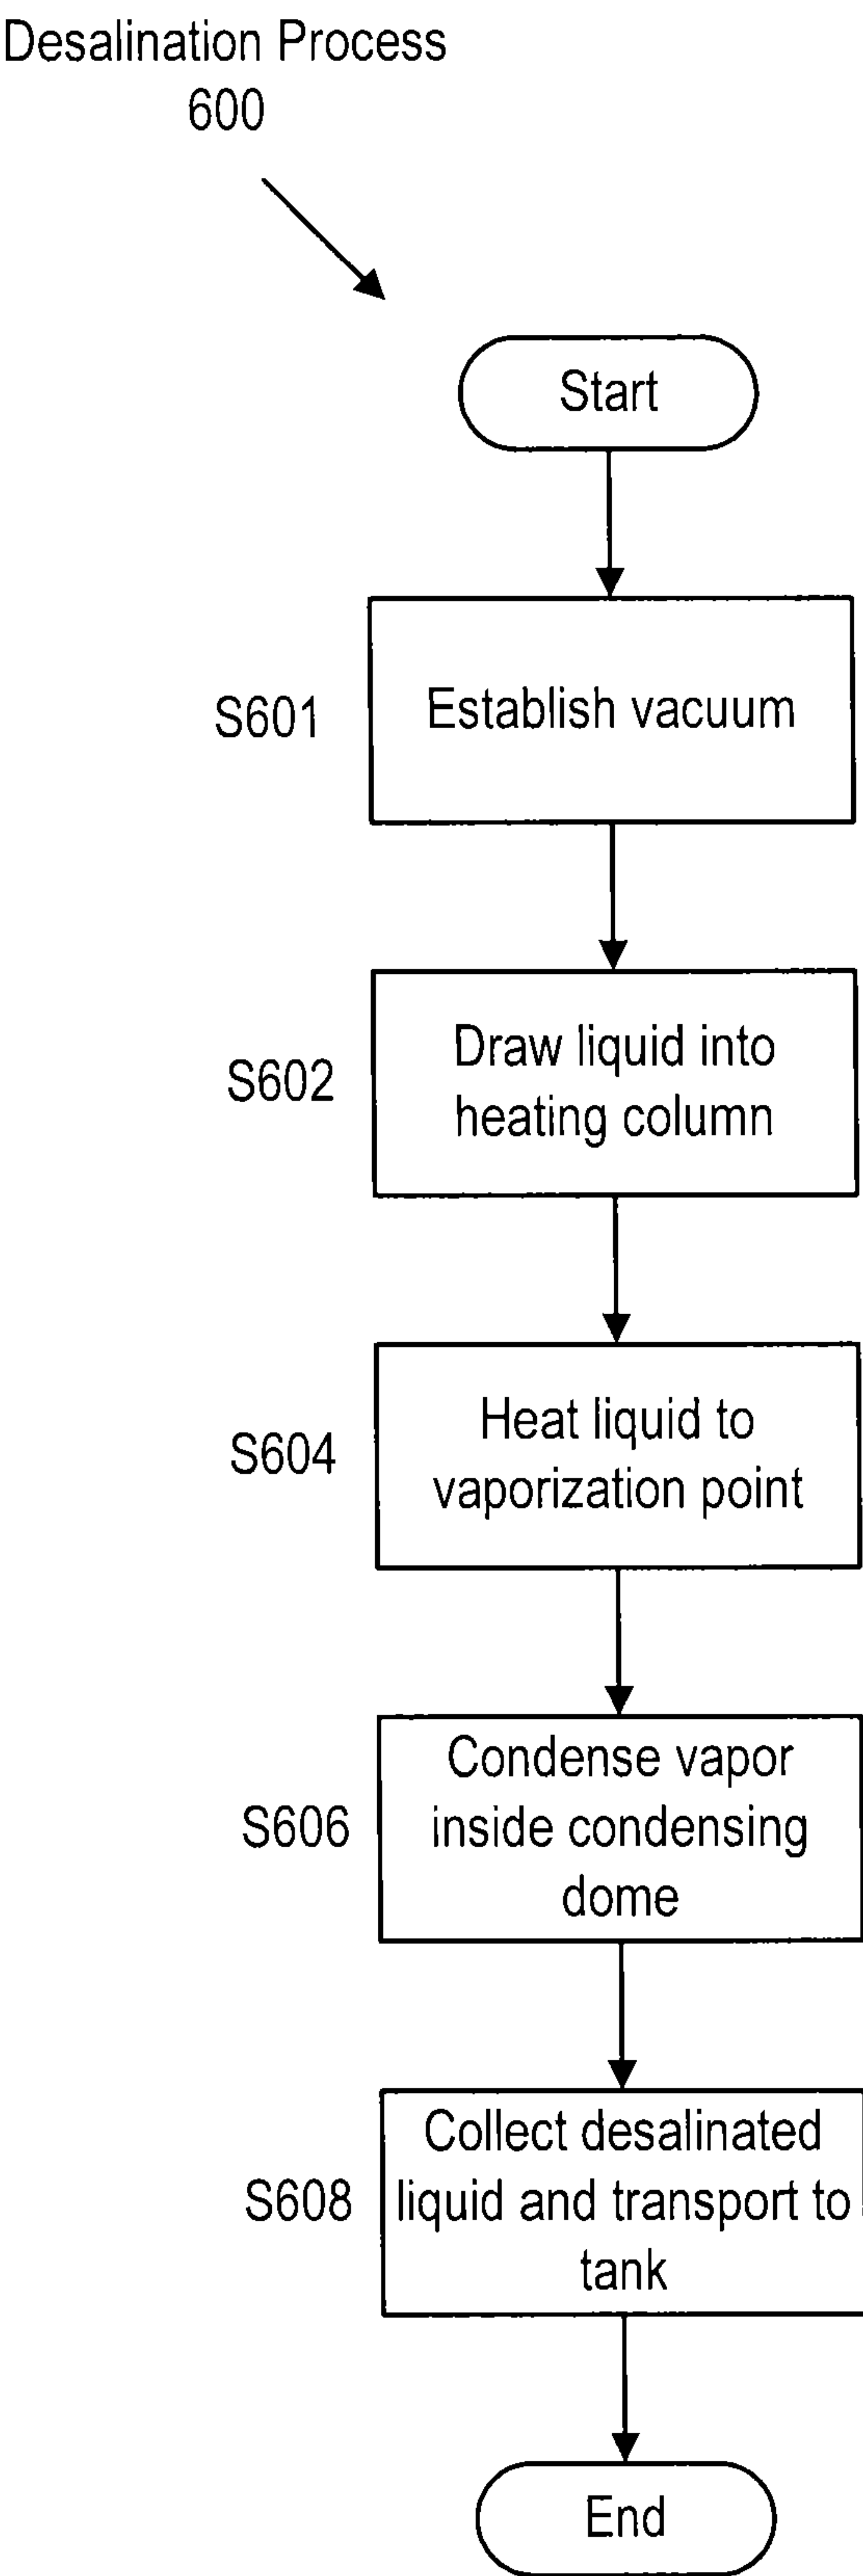 Desalination Process
600
Start
S601
Establish vacuum
S602
Draw liquid into
heating column
S604
Heat liquid to
vaporization point
S606
Condense vapor
inside condensing
dome
S608
Collect desalinated
liquid and transport to
tank
End